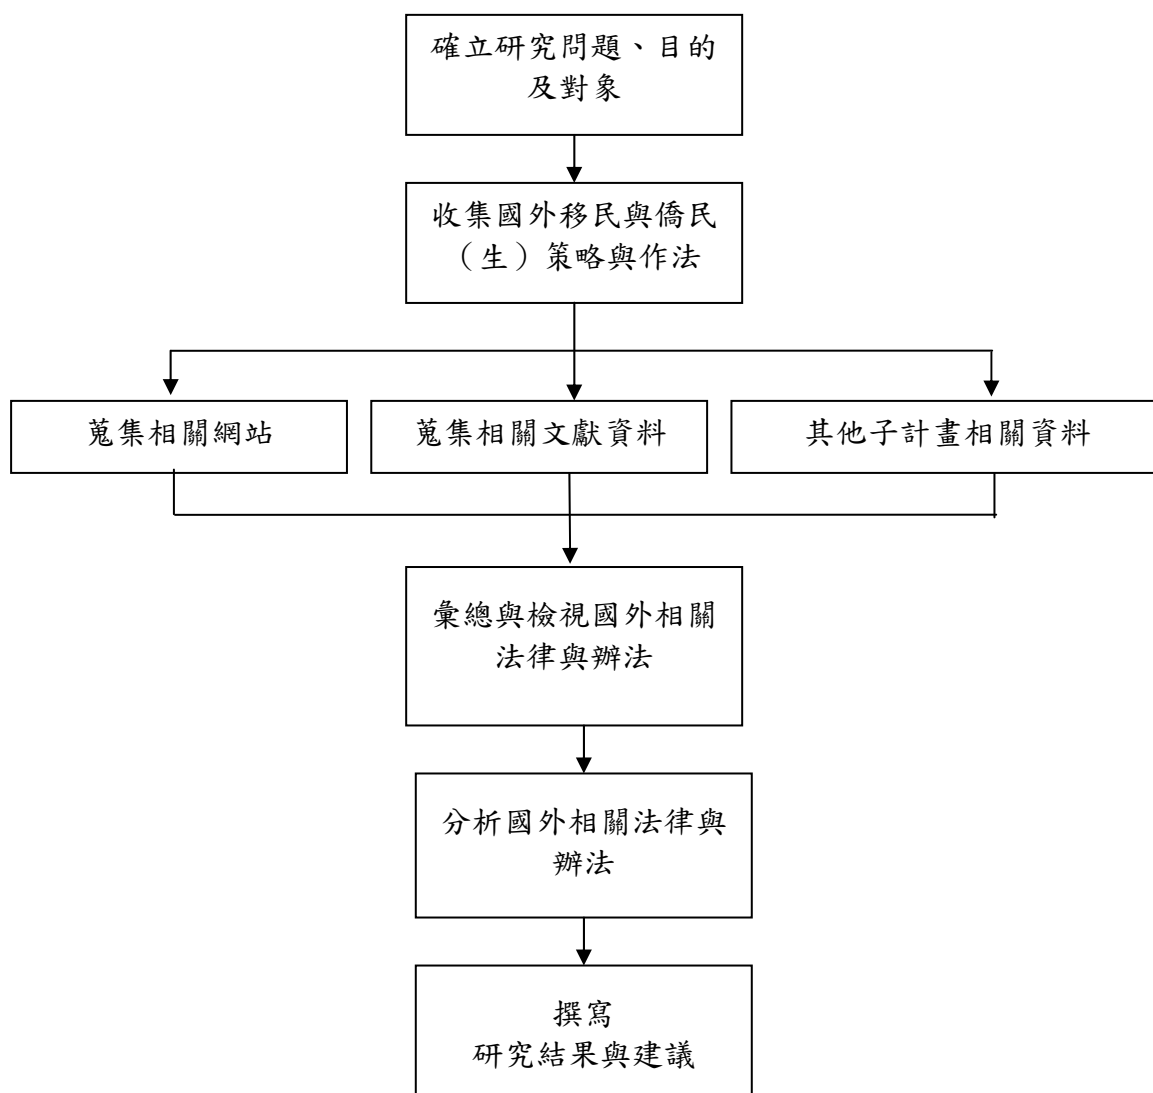 確立研究問題、目的
及對象
收集國外移民與僑民
（生）策略與作法
蒐集相關網站
蒐集相關文獻資料
其他子計畫相關資料
彙總與檢視國外相關
法律與辦法
分析國外相關法律與
辦法
撰寫
研究結果與建議